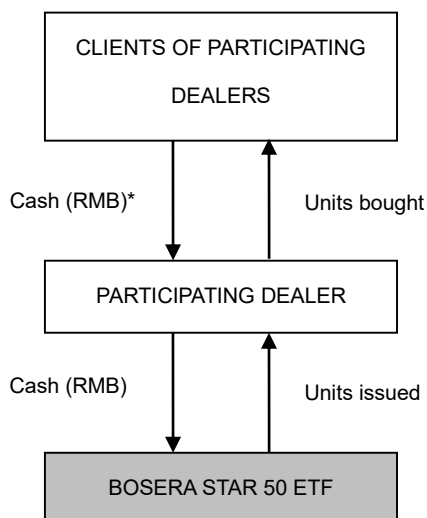 CLIENTS OF PARTICIPATING
DEALERS
Cash (RMB)*
Units bought
PARTICIPATING DEALER
Cash (RMB)
Units issued
BOSERA STAR 50 ETF